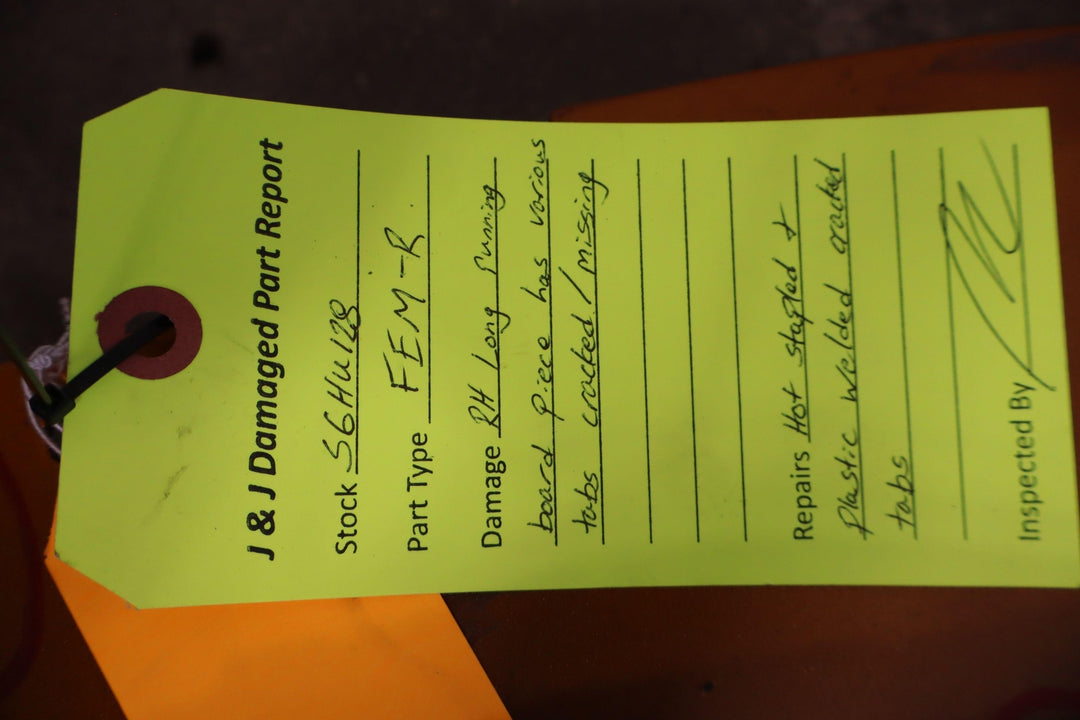 J & J Damaged Part Report
Stock S6HU128
Part Type FEM-R
Damage RH Long Running
board piece has various
tabs cracked/missing
Repairs Hot stapled +
Plastic welded cracked
tabs
Inspected By